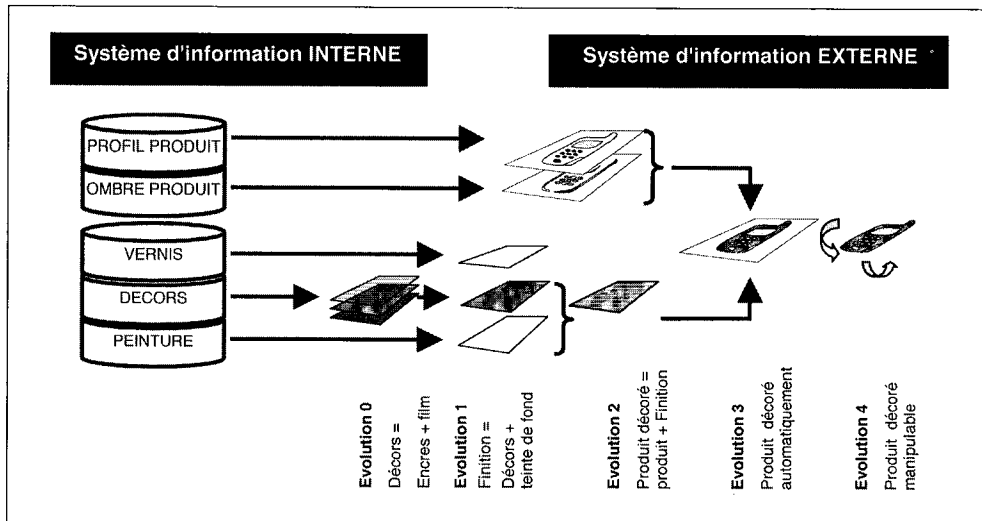 Système d'information INTERNE
Système d'information EXTERNE
PROFIL PRODUIT
OMBRE PRODUIT
VERNIS
DECORS
PEINTURE
Evolution 0
Décors =
Encres + film
Evolution 1
Finition =
Décors +
teinte de fond
Evolution 2
Produit décoré =
produit + Finition
Evolution 3
Produit décoré
automatiquement
Evolution 4
Produit décoré
manipulable